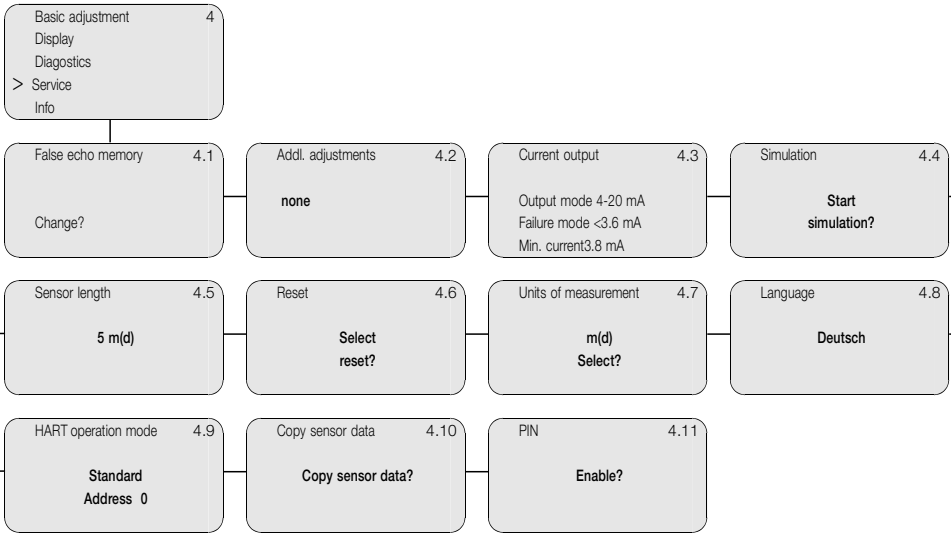 Basic adjustment 4
Display
Diagostics
> Service
Info
False echo memory 4.1
Change?
Addl. adjustments 4.2
none
Current output 4.3
Output mode 4-20 mA
Failure mode <3.6 mA
Min. current3.8 mA
Simulation 4.4
Start
simulation?
Sensor length 4.5
5 m(d)
Reset 4.6
Select
reset?
Units of measurement 4.7
m(d)
Select?
Language 4.8
Deutsch
HART operation mode 4.9
Standard
Address 0
Copy sensor data 4.10
Copy sensor data?
PIN 4.11
Enable?